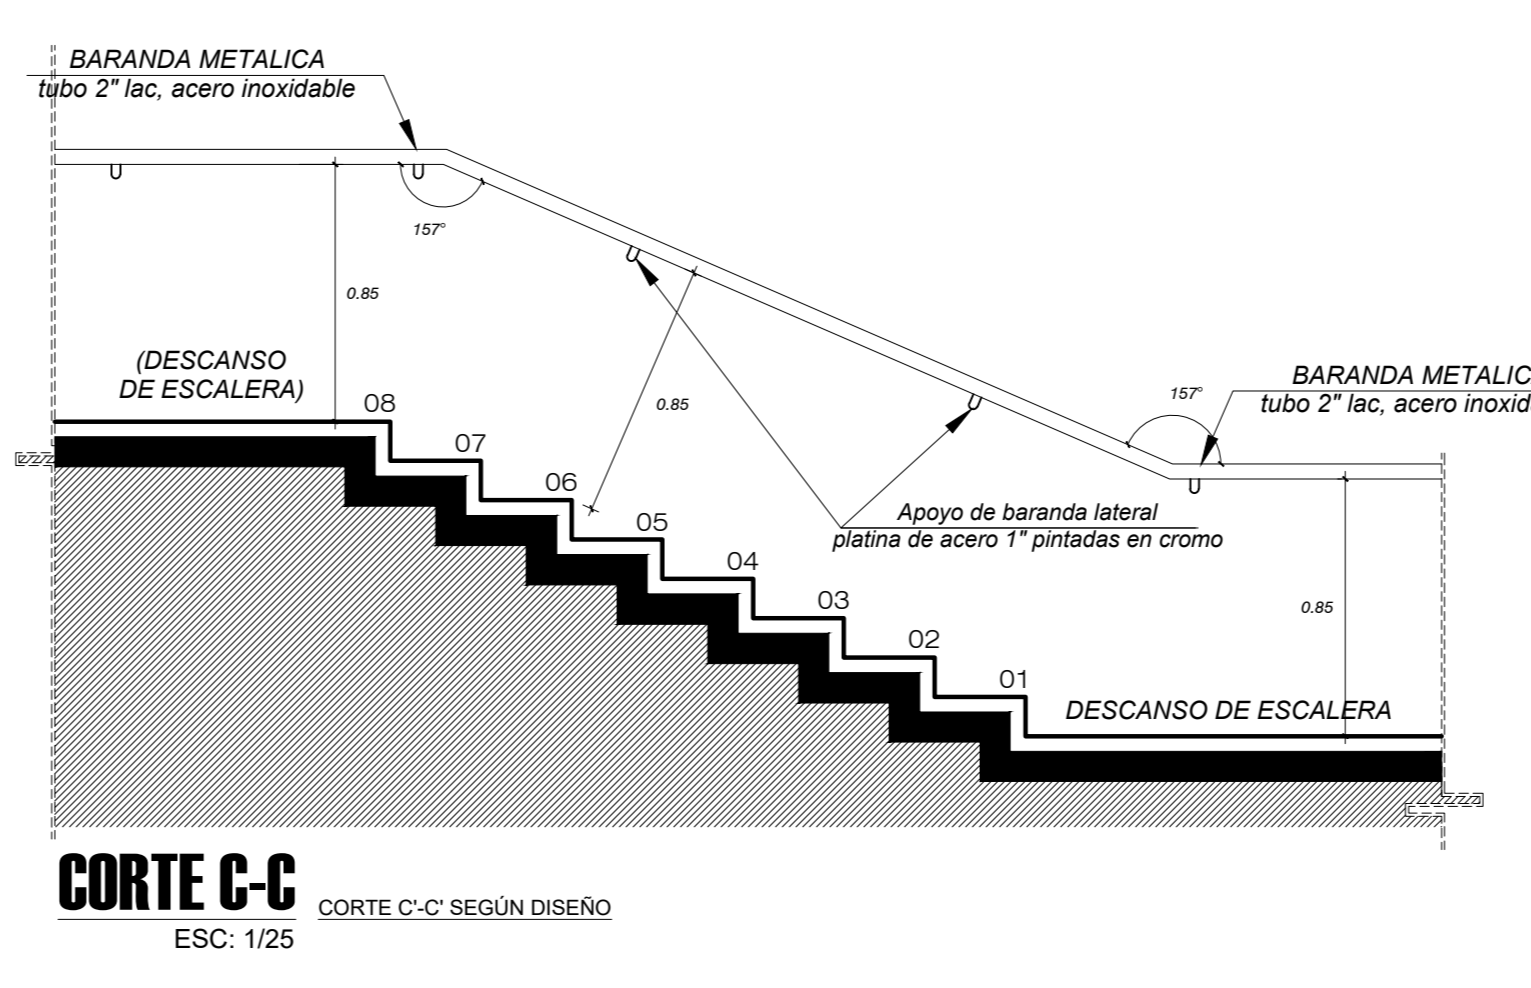 BARANDA METALICA
tubo 2" lac, acero inoxidable
157°
0.85
(DESCANSO
DE ESCALERA)
08
07
06
05
04
03
02
01
0.85
157°
BARANDA METALIC
tubo 2" lac, acero inoxid
Apoyo de baranda lateral
platina de acero 1" pintadas en cromo
0.85
DESCANSO DE ESCALERA
CORTE C-C
CORTE C'-C' SEGÚN DISEÑO
ESC: 1/25